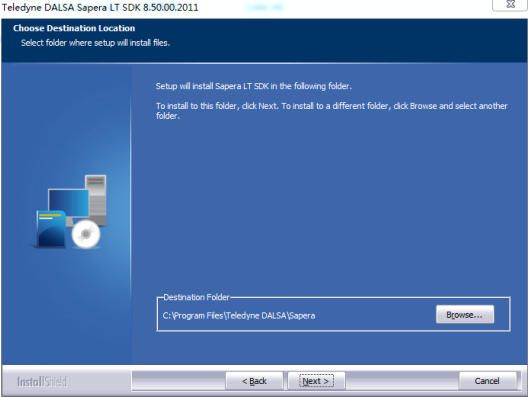 Teledyne DALSA Sapera LT SDK 8.50.00.2011
Choose Destination Location
Select folder where setup will install files.
Setup will install Sapera LT SDK in the following folder.
To install to this folder, click Next. To install to a different folder, click Browse and select another
folder.
Destination Folder
C:\Program Files\Teledyne DALSA\Sapera
Browse...
InstallShield
< Back
Next >
Cancel